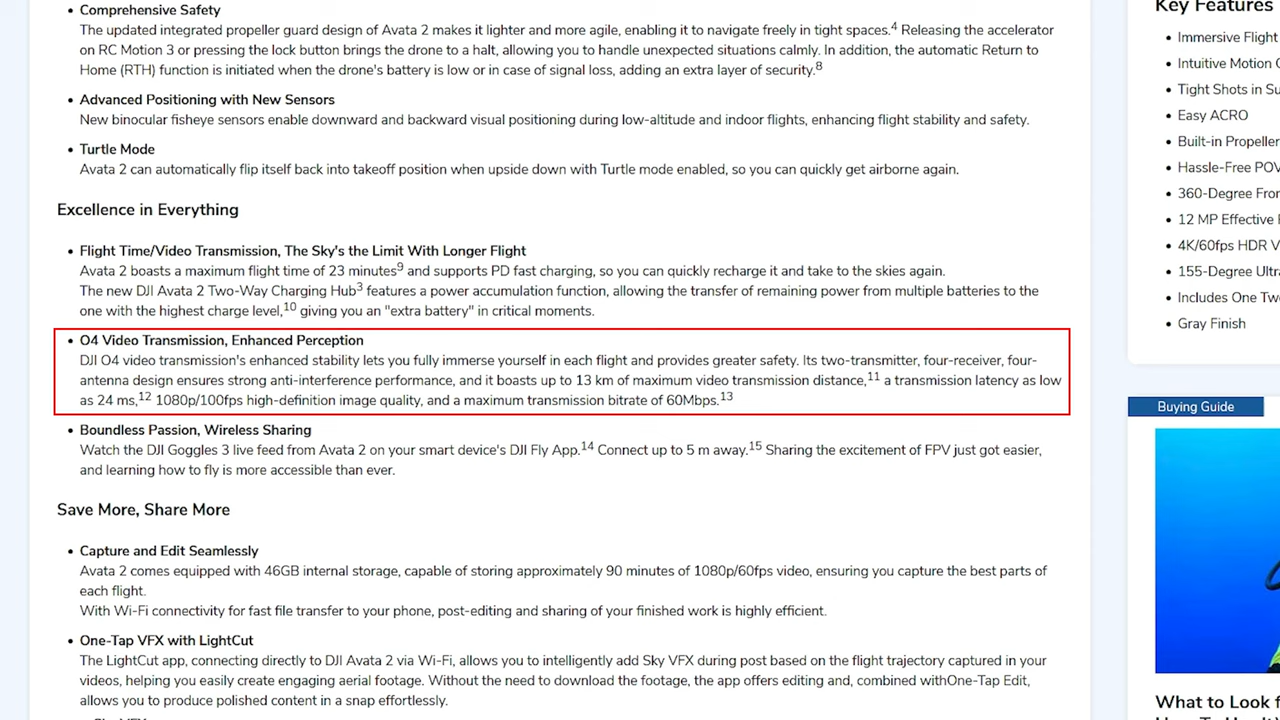 Comprehensive Safety
The updated integrated propeller guard design of Avata 2 makes it lighter and more agile, enabling it to navigate freely in tight spaces.4 Releasing the accelerator
on RC Motion 3 or pressing the lock button brings the drone to a halt, allowing you to handle unexpected situations calmly. In addition, the automatic Return to
Home (RTH) function is initiated when the drone's battery is low or in case of signal loss, adding an extra layer of security.8
Advanced Positioning with New Sensors
New binocular fisheye sensors enable downward and backward visual positioning during low-altitude and indoor flights, enhancing flight stability and safety.
Turtle Mode
Avata 2 can automatically flip itself back into takeoff position when upside down with Turtle mode enabled, so you can quickly get airborne again.
Excellence in Everything
Flight Time/Video Transmission, The Sky's the Limit With Longer Flight
Avata 2 boasts a maximum flight time of 23 minutes9 and supports PD fast charging, so you can quickly recharge it and take to the skies again.
The new DJI Avata 2 Two-Way Charging Hub3 features a power accumulation function, allowing the transfer of remaining power from multiple batteries to the
one with the highest charge level,10 giving you an "extra battery" in critical moments.
O4 Video Transmission, Enhanced Perception
DJI O4 video transmission's enhanced stability lets you fully immerse yourself in each flight and provides greater safety. Its two-transmitter, four-receiver, four-
antenna design ensures strong anti-interference performance, and it boasts up to 13 km of maximum video transmission distance,11 a transmission latency as low
as 24 ms,12 1080p/100fps high-definition image quality, and a maximum transmission bitrate of 60Mbps.13
Boundless Passion, Wireless Sharing
Watch the DJI Goggles 3 live feed from Avata 2 on your smart device's DJI Fly App.14 Connect up to 5 m away.15 Sharing the excitement of FPV just got easier,
and learning how to fly is more accessible than ever.
Save More, Share More
Capture and Edit Seamlessly
Avata 2 comes equipped with 46GB internal storage, capable of storing approximately 90 minutes of 1080p/60fps video, ensuring you capture the best parts of
each flight.
With Wi-Fi connectivity for fast file transfer to your phone, post-editing and sharing of your finished work is highly efficient.
One-Tap VFX with LightCut
The LightCut app, connecting directly to DJI Avata 2 via Wi-Fi, allows you to intelligently add Sky VFX during post based on the flight trajectory captured in your
videos, helping you easily create engaging aerial footage. Without the need to download the footage, the app offers editing and, combined withOne-Tap Edit,
allows you to produce polished content in a snap effortlessly.
Key Features
Immersive Flight
Intuitive Motion
Tight Shots in Su
Easy ACRO
Built-in Propeller
Hassle-Free POV
360-Degree Fro
12 MP Effective
4K/60fps HDR V
155-Degree Ultr
Includes One Tw
Gray Finish
Buying Guide
What to Look f